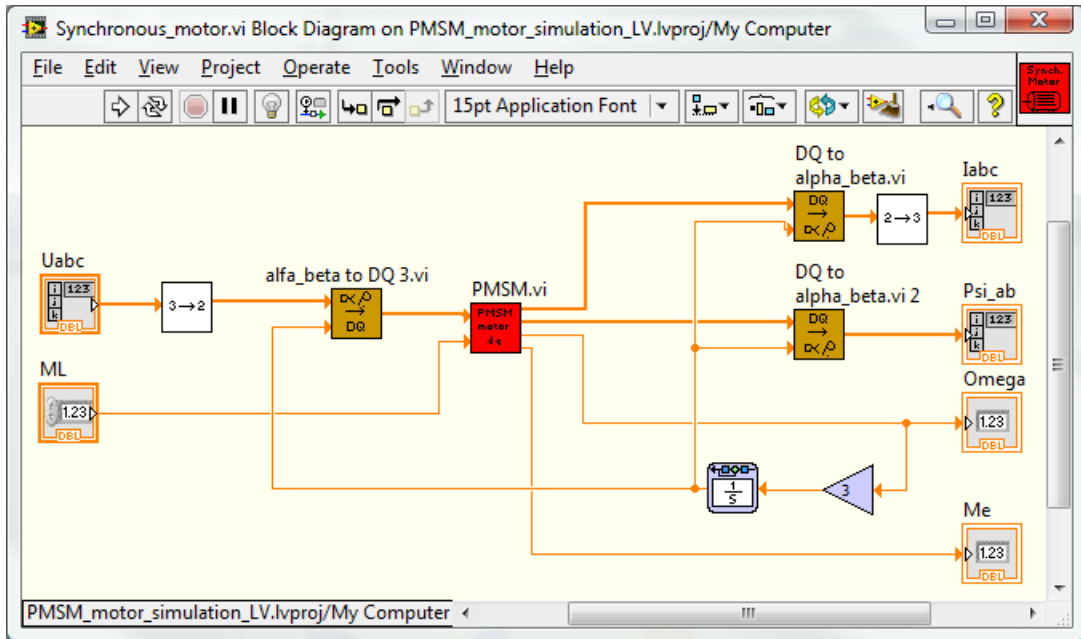 Synchronous_motor.vi Block Diagram on PMSM_motor_simulation_LV.lvproj/My Computer
File Edit View Project Operate Tools Window Help
15pt Application Font
Synch.
Motor
DQ to
alpha_beta.vi
Iabc
DQ
→
α/β
2→3
i 123
j
k
DBL
Uabc
i 123
j
k
DBL
3→2
alfa_beta to DQ 3.vi
α/β
→
DQ
PMSM.vi
PMSM
motor
dq
DQ to
alpha_beta.vi 2
DQ
→
α/β
Psi_ab
i 123
j
k
DBL
ML
1.23
DBL
Omega
1.23
DBL
1
S
3
Me
1.23
DBL
PMSM_motor_simulation_LV.lvproj/My Computer